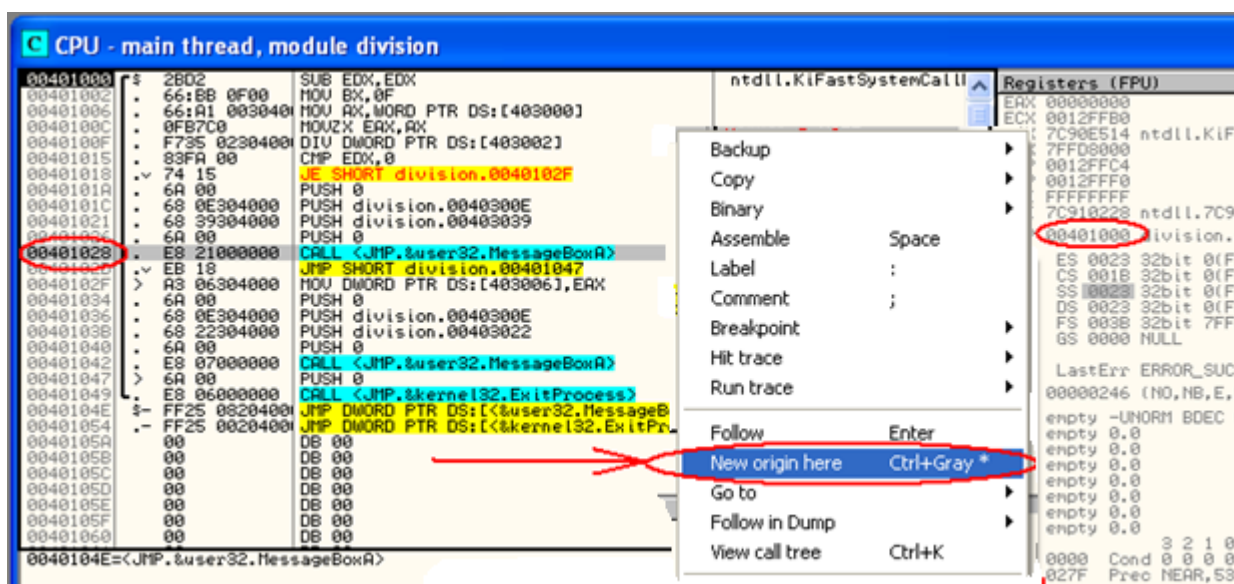 C CPU - main thread, module division
00401000 $ 2BD2 SUB EDX,EDX ntdll.KiFastSystemCall
00401002 . 66:BB 0F00 MOV BX,0F
00401006 . 66:A1 003040 MOV AX,WORD PTR DS:[403000]
0040100C . 0FB7C0 MOVZX EAX,AX
0040100F . F735 0230400 DIV DWORD PTR DS:[403002]
00401015 . 83FA 00 CMP EDX,0
00401018 .v 74 15 JE SHORT division.0040102F
0040101A . 6A 00 PUSH 0
0040101C . 68 0E304000 PUSH division.0040300E
00401021 . 68 39304000 PUSH division.00403039
00401026 . 6A 00 PUSH 0
00401028 . E8 21000000 CALL <JMP.&user32.MessageBoxA>
0040102D .v EB 18 JMP SHORT division.00401047
0040102F > A3 06304000 MOV DWORD PTR DS:[403006],EAX
00401034 . 6A 00 PUSH 0
00401036 . 68 0E304000 PUSH division.0040300E
0040103B . 68 22304000 PUSH division.00403022
00401040 . 6A 00 PUSH 0
00401042 . E8 07000000 CALL <JMP.&user32.MessageBoxA>
00401047 > 6A 00 PUSH 0
00401049 . E8 06000000 CALL <JMP.&kernel32.ExitProcess>
0040104E $- FF25 0820400 JMP DWORD PTR DS:[<&user32.MessageB
00401054 .- FF25 0020400 JMP DWORD PTR DS:[<&kernel32.ExitPr
0040105A 00 DB 00
0040105B 00 DB 00
0040105C 00 DB 00
0040105D 00 DB 00
0040105E 00 DB 00
0040105F 00 DB 00
00401060 00 DB 00
0040104E=<JMP.&user32.MessageBoxA>
Backup
Copy
Binary
Assemble Space
Label :
Comment ;
Breakpoint
Hit trace
Run trace
Follow Enter
New origin here Ctrl+Gray *
Go to
Follow in Dump
View call tree Ctrl+K
Registers (FPU)
EAX 00000000
ECX 0012FFB0
7C90E514 ntdll.KiF
7FFD8000
0012FFC4
0012FFF0
FFFFFFFF
7C910228 ntdll.7C9
00401000 division.
ES 0023 32bit 0(F
CS 001B 32bit 0(F
SS 0023 32bit 0(F
DS 0023 32bit 0(F
FS 003B 32bit 7FF
GS 0000 NULL
LastErr ERROR_SUC
00000246 (NO,NB,E,
empty -UNORM BDEC
empty 0.0
empty 0.0
empty 0.0
empty 0.0
empty 0.0
empty 0.0
empty 0.0
3 2 1 0
0000 Cond 0 0 0 0
027F Prec NEAR,53